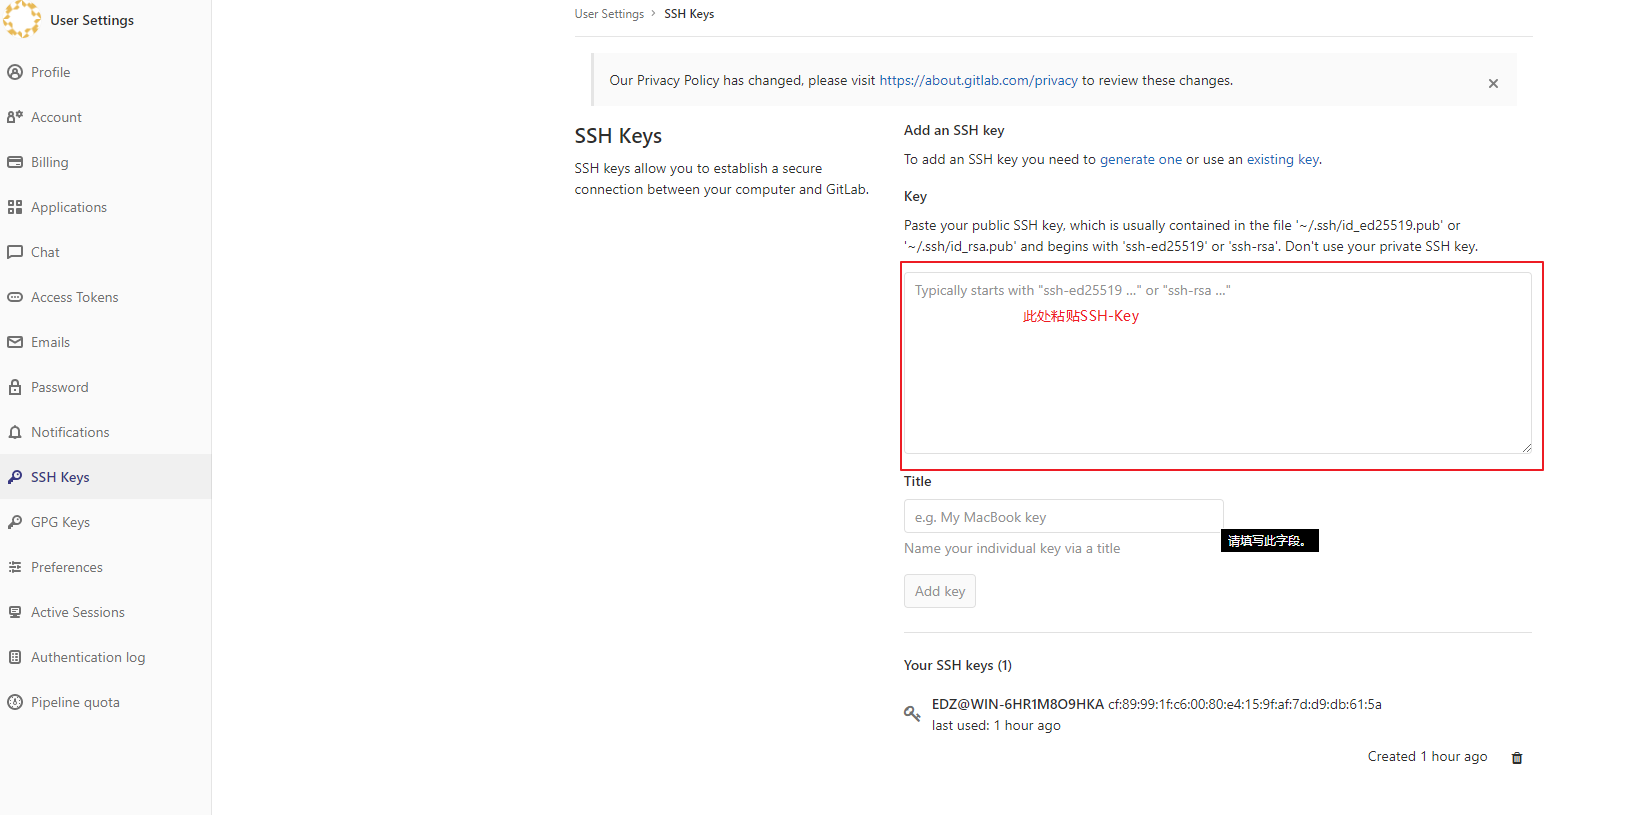 User Settings
Profile
Account
Billing
Applications
Chat
Access Tokens
Emails
Password
Notifications
SSH Keys
GPG Keys
Preferences
Active Sessions
Authentication log
Pipeline quota
User Settings › SSH Keys
Our Privacy Policy has changed, please visit https://about.gitlab.com/privacy to review these changes.
SSH Keys
SSH keys allow you to establish a secure
connection between your computer and GitLab.
Add an SSH key
To add an SSH key you need to generate one or use an existing key.
Key
Paste your public SSH key, which is usually contained in the file '~/.ssh/id_ed25519.pub' or
'~/.ssh/id_rsa.pub' and begins with 'ssh-ed25519' or 'ssh-rsa'. Don't use your private SSH key.
Typically starts with "ssh-ed25519 …" or "ssh-rsa …"
此处粘贴SSH-Key
Title
e.g. My MacBook key
请填写此字段。
Name your individual key via a title
Add key
Your SSH keys (1)
EDZ@WIN-6HR1M8O9HKA cf:89:99:1f:c6:00:80:e4:15:9f:af:7d:d9:db:61:5a
last used: 1 hour ago
Created 1 hour ago